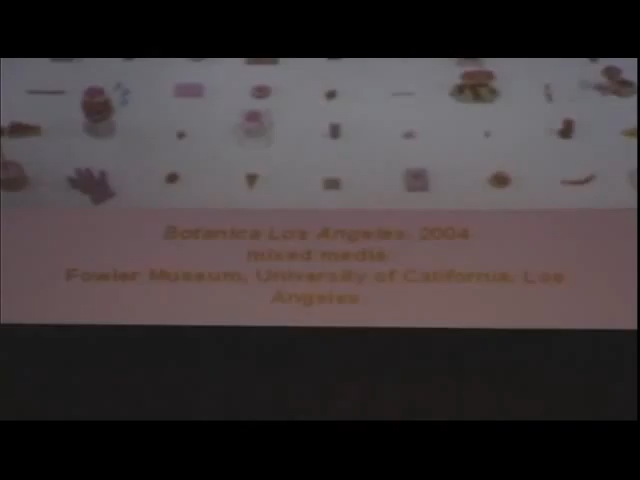 Botanica Los Angeles, 2004
mixed media
Fowler Museum, University of California, Los
Angeles